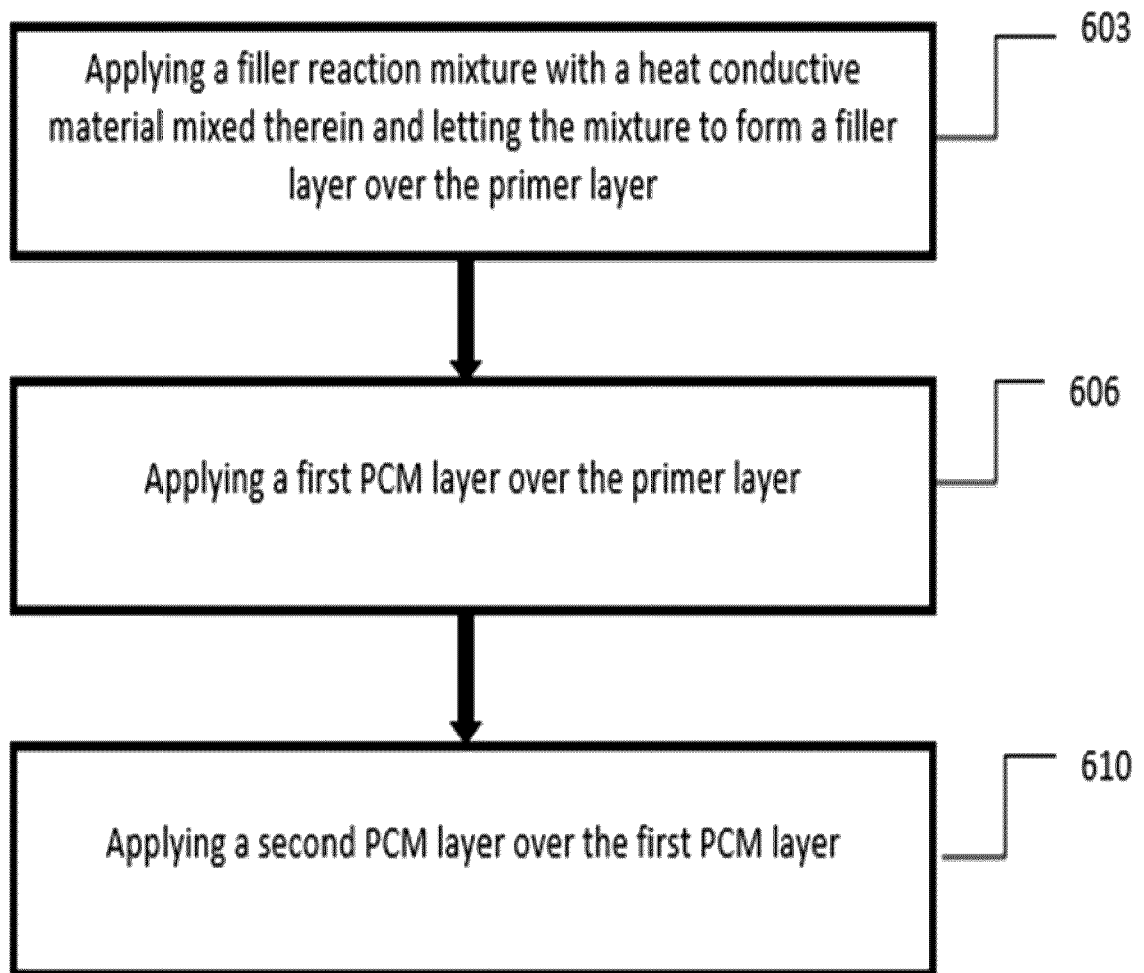 603
Applying a filler reaction mixture with a heat conductive
material mixed therein and letting the mixture to form a filler
layer over the primer layer
606
Applying a first PCM layer over the primer layer
610
Applying a second PCM layer over the first PCM layer